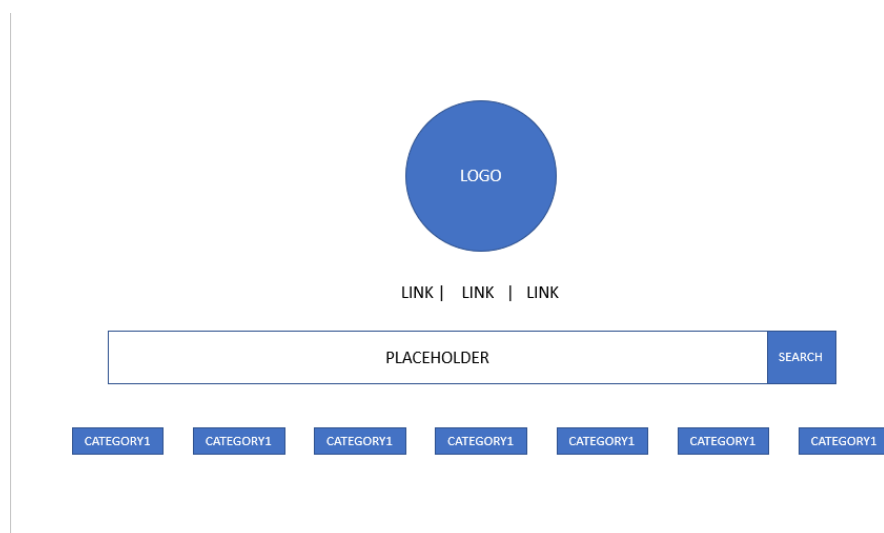 LOGO
LINK | LINK | LINK
PLACEHOLDER
SEARCH
CATEGORY1 CATEGORY1 CATEGORY1 CATEGORY1 CATEGORY1 CATEGORY1 CATEGORY1